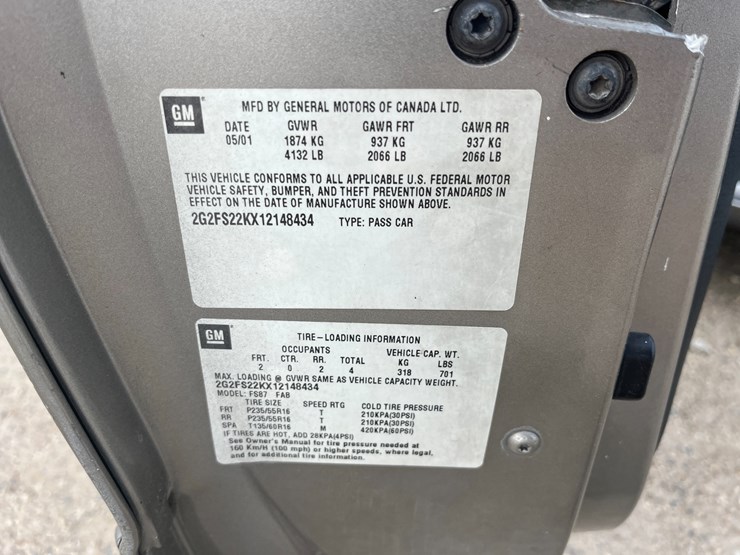 GM MFD BY GENERAL MOTORS OF CANADA LTD.
DATE GVWR GAWR FRT GAWR RR
05/01 1874 KG 937 KG 937 KG
4132 LB 2066 LB 2066 LB
THIS VEHICLE CONFORMS TO ALL APPLICABLE U.S. FEDERAL MOTOR
VEHICLE SAFETY, BUMPER, AND THEFT PREVENTION STANDARDS IN
EFFECT ON THE DATE OF MANUFACTURE SHOWN ABOVE.
2G2FS22KX12148434 TYPE: PASS CAR
GM TIRE-LOADING INFORMATION
OCCUPANTS VEHICLE CAP. WT.
FRT. CTR. RR. TOTAL KG LBS
2 0 2 4 318 701
MAX. LOADING @ GVWR SAME AS VEHICLE CAPACITY WEIGHT.
2G2FS22KX12148434
MODEL: FS87 FAB
TIRE SIZE SPEED RTG COLD TIRE PRESSURE
FRT P235/55R16 T 210KPA(30PSI)
RR P235/55R16 T 210KPA(30PSI)
SPA T135/60R16 M 420KPA(60PSI)
IF TIRES ARE HOT, ADD 28KPA(4PSI)
See Owner's Manual for tire pressure needed at
160 Km/H (100 mph) or higher speeds, where legal,
and for additional tire information.